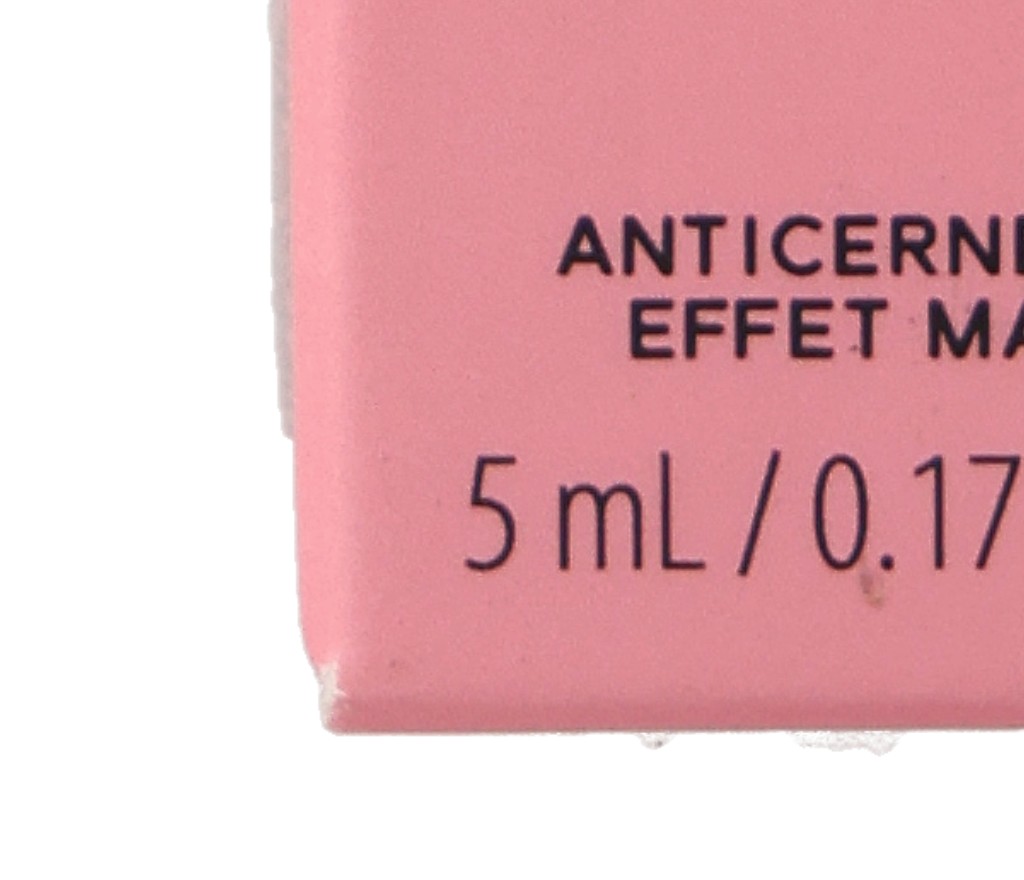 ANTICERN
EFFET MA
5 mL / 0.17